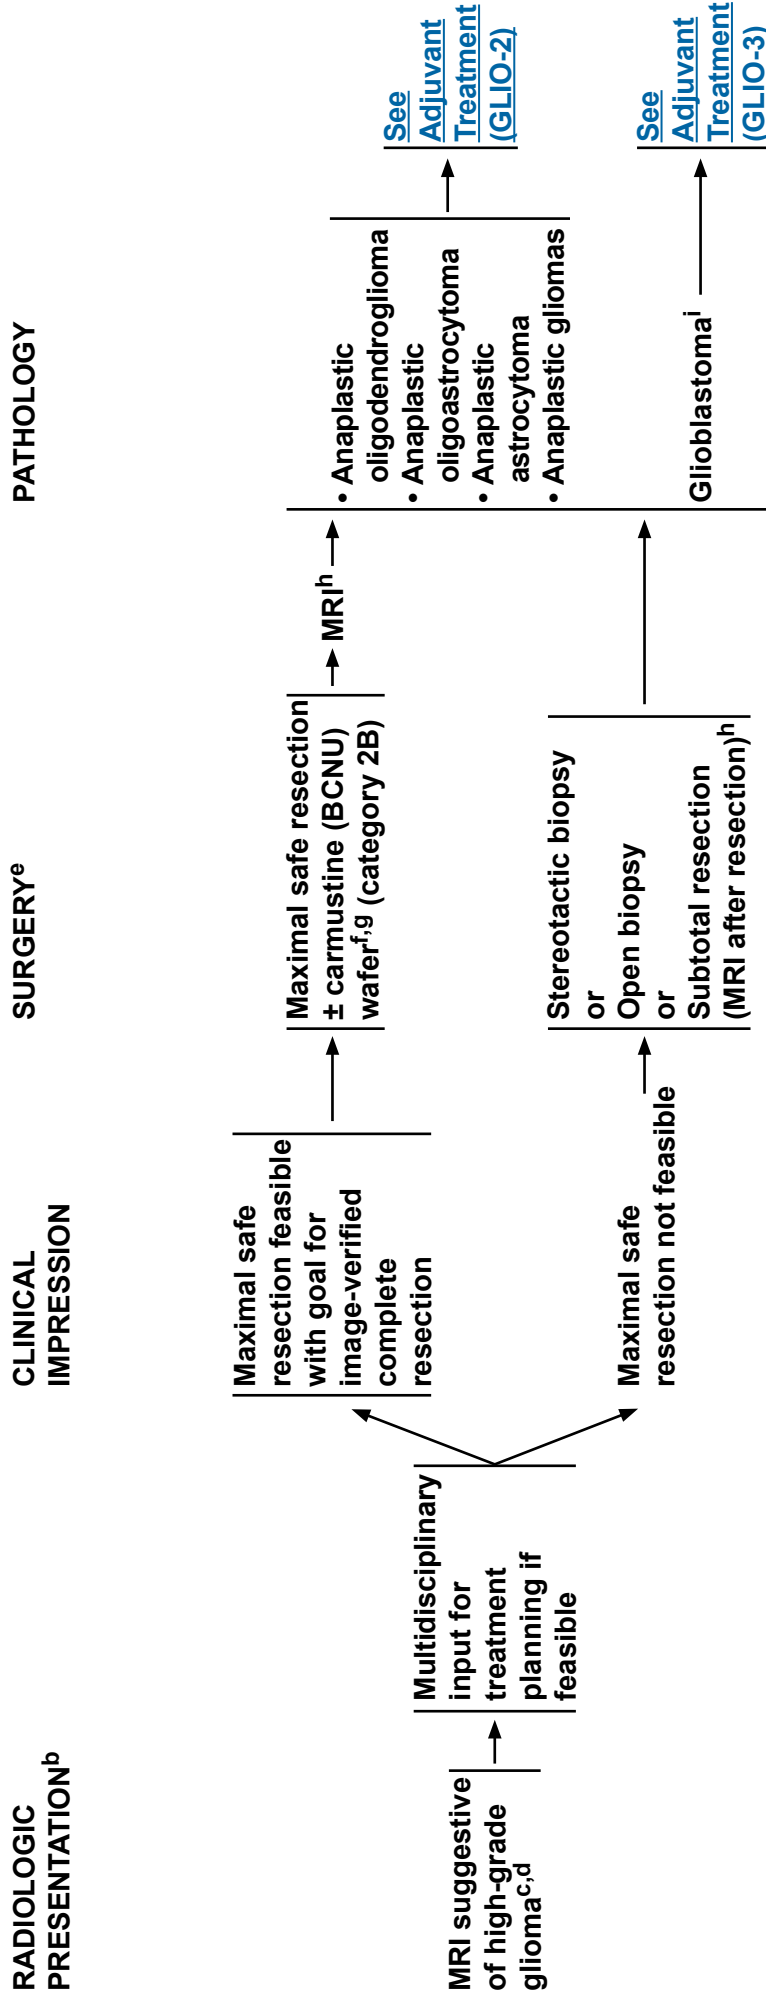 RADIOLOGIC
PRESENTATIONᵇ
CLINICAL
IMPRESSION
SURGERYᵉ
PATHOLOGY
MRI suggestive
of high-grade
gliomaᶜ,ᵈ
Multidisciplinary
input for
treatment
planning if
feasible
Maximal safe
resection feasible
with goal for
image-verified
complete
resection
Maximal safe resection
± carmustine (BCNU)
waferᶠ,ᵍ (category 2B)
MRIʰ
• Anaplastic
oligodendroglioma
• Anaplastic
oligoastrocytoma
• Anaplastic
astrocytoma
• Anaplastic gliomas
See
Adjuvant
Treatment
(GLIO-2)
Maximal safe
resection not feasible
Stereotactic biopsy
or
Open biopsy
or
Subtotal resection
(MRI after resection)ʰ
Glioblastomaⁱ
See
Adjuvant
Treatment
(GLIO-3)